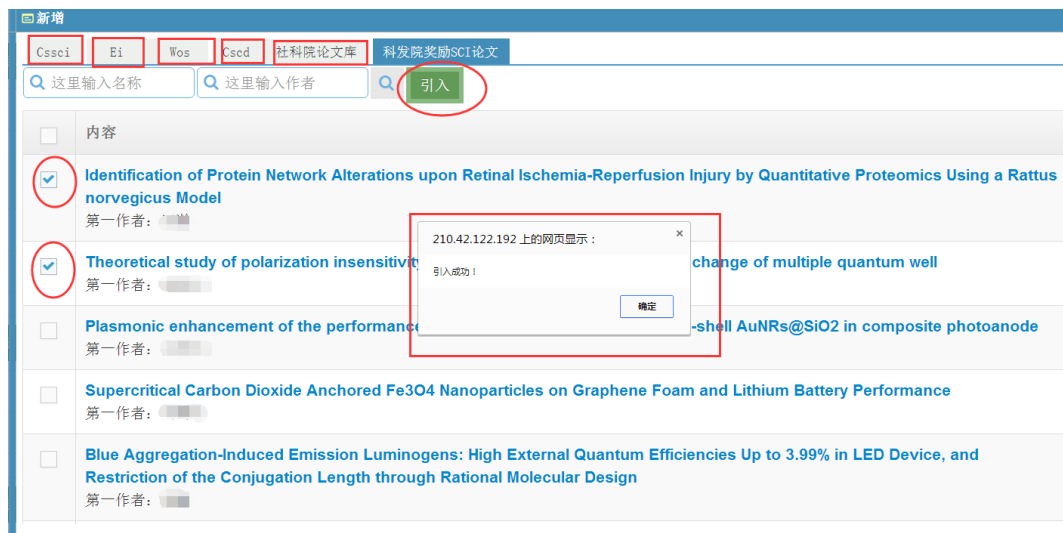 新增
Cssci Ei Wos Cscd 社科院论文库 科发院奖励SCI论文
这里输入名称 这里输入作者 引入
内容
Identification of Protein Network Alterations upon Retinal Ischemia-Reperfusion Injury by Quantitative Proteomics Using a Rattus
norvegicus Model
第一作者：
210.42.122.192 上的网页显示： ×
引入成功！
确定
Theoretical study of polarization insensitivity change of multiple quantum well
第一作者：
Plasmonic enhancement of the performance -shell AuNRs@SiO2 in composite photoanode
第一作者：
Supercritical Carbon Dioxide Anchored Fe3O4 Nanoparticles on Graphene Foam and Lithium Battery Performance
第一作者：
Blue Aggregation-Induced Emission Luminogens: High External Quantum Efficiencies Up to 3.99% in LED Device, and
Restriction of the Conjugation Length through Rational Molecular Design
第一作者：